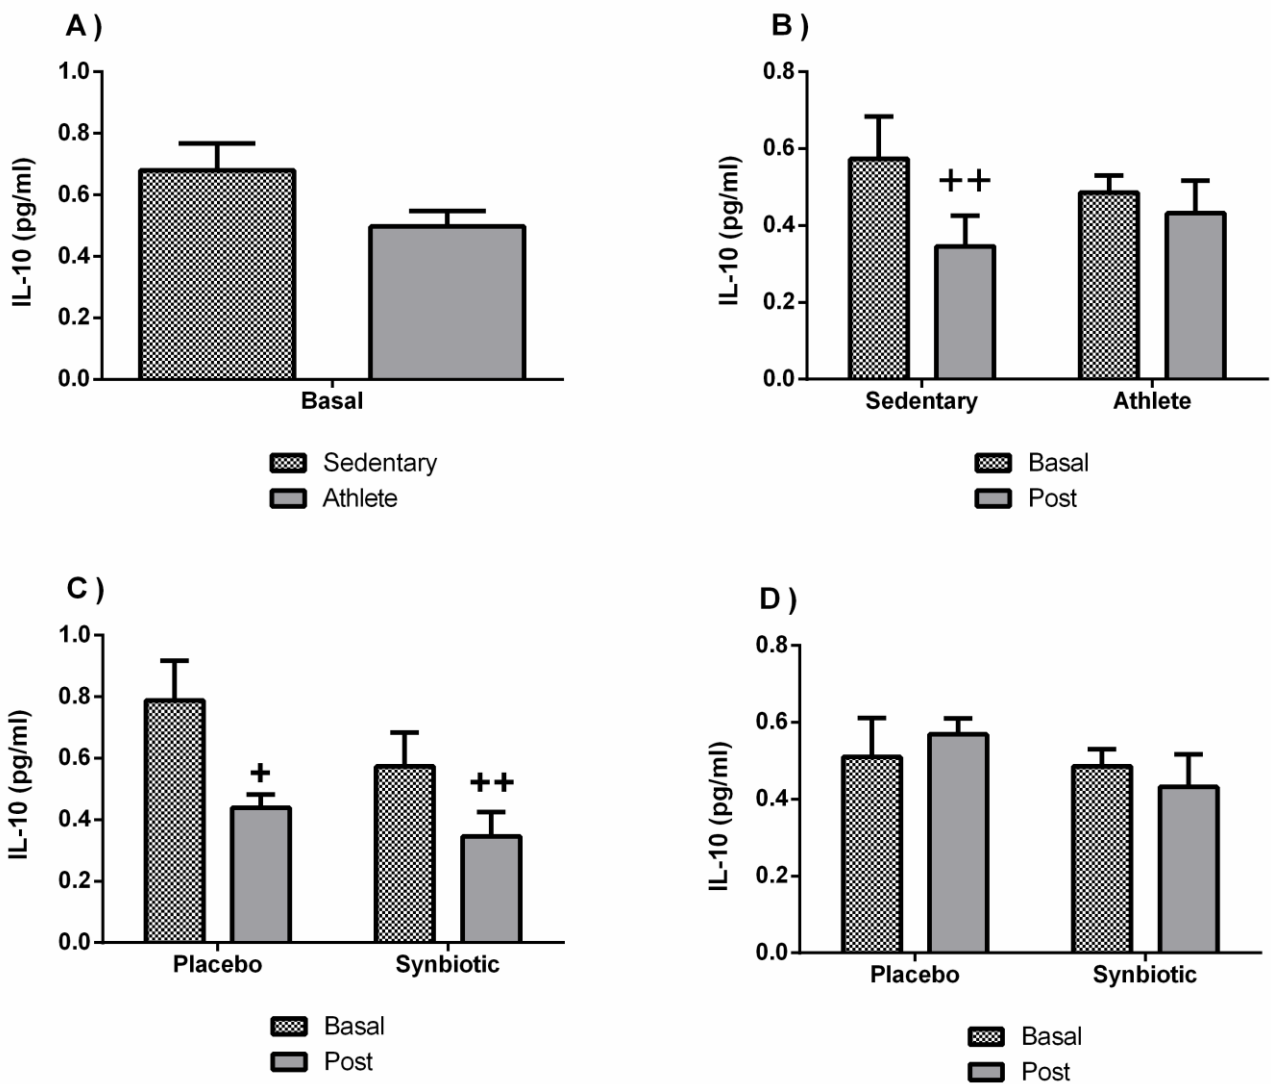 A )
1.0
0.8
0.6
0.4
0.2
0.0
IL-10 (pg/ml)
Basal
Sedentary
Athlete
B )
0.8
0.6
0.4
0.2
0.0
IL-10 (pg/ml)
++
Sedentary Athlete
Basal
Post
C )
1.0
0.8
0.6
0.4
0.2
0.0
IL-10 (pg/ml)
+
++
Placebo Synbiotic
Basal
Post
D )
0.8
0.6
0.4
0.2
0.0
IL-10 (pg/ml)
Placebo Synbiotic
Basal
Post